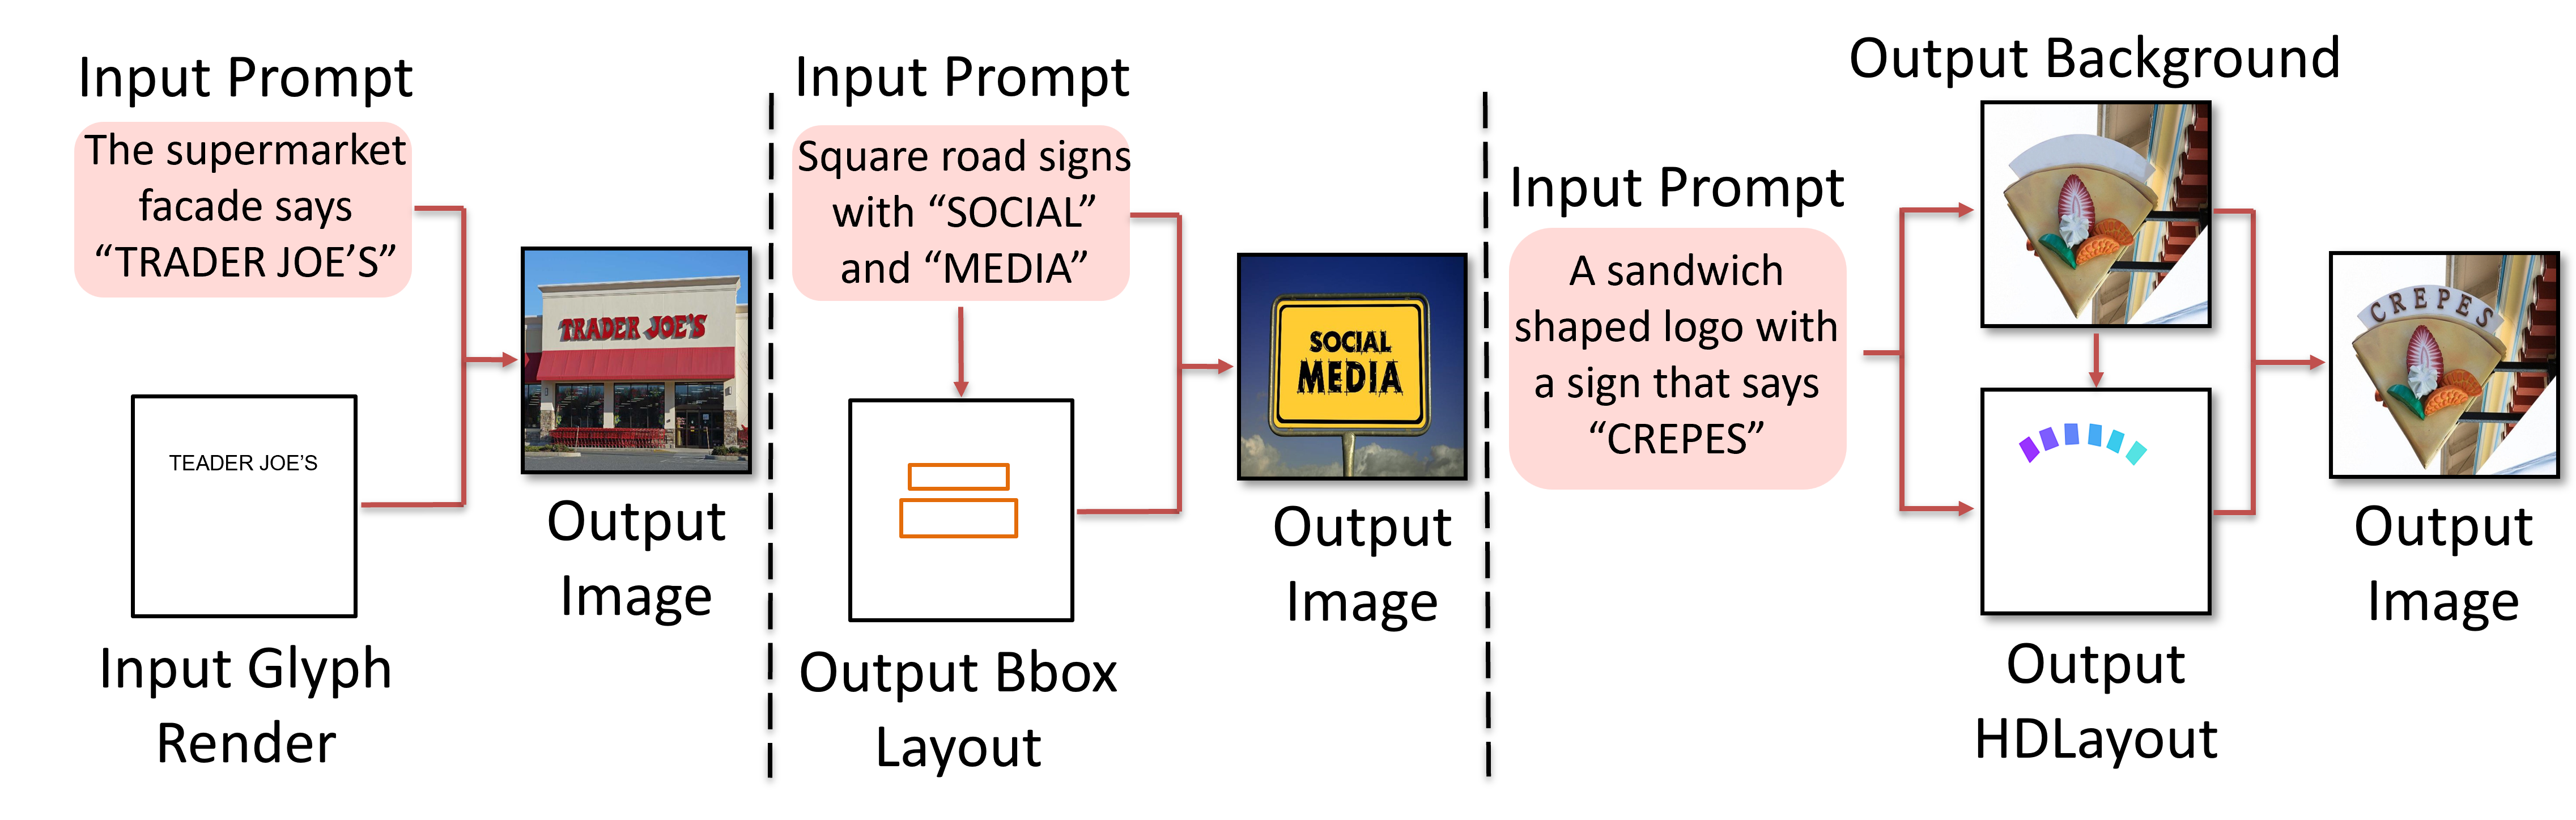 Input Prompt
The supermarket
facade says
“TRADER JOE’S”
TEADER JOE’S
Input Glyph
Render
TRADER JOE'S
Output
Image
Input Prompt
Square road signs
with “SOCIAL”
and “MEDIA”
Output Bbox
Layout
SOCIAL
MEDIA
Output
Image
Input Prompt
A sandwich
shaped logo with
a sign that says
“CREPES”
Output Background
Output
HDLayout
CREPES
Output
Image